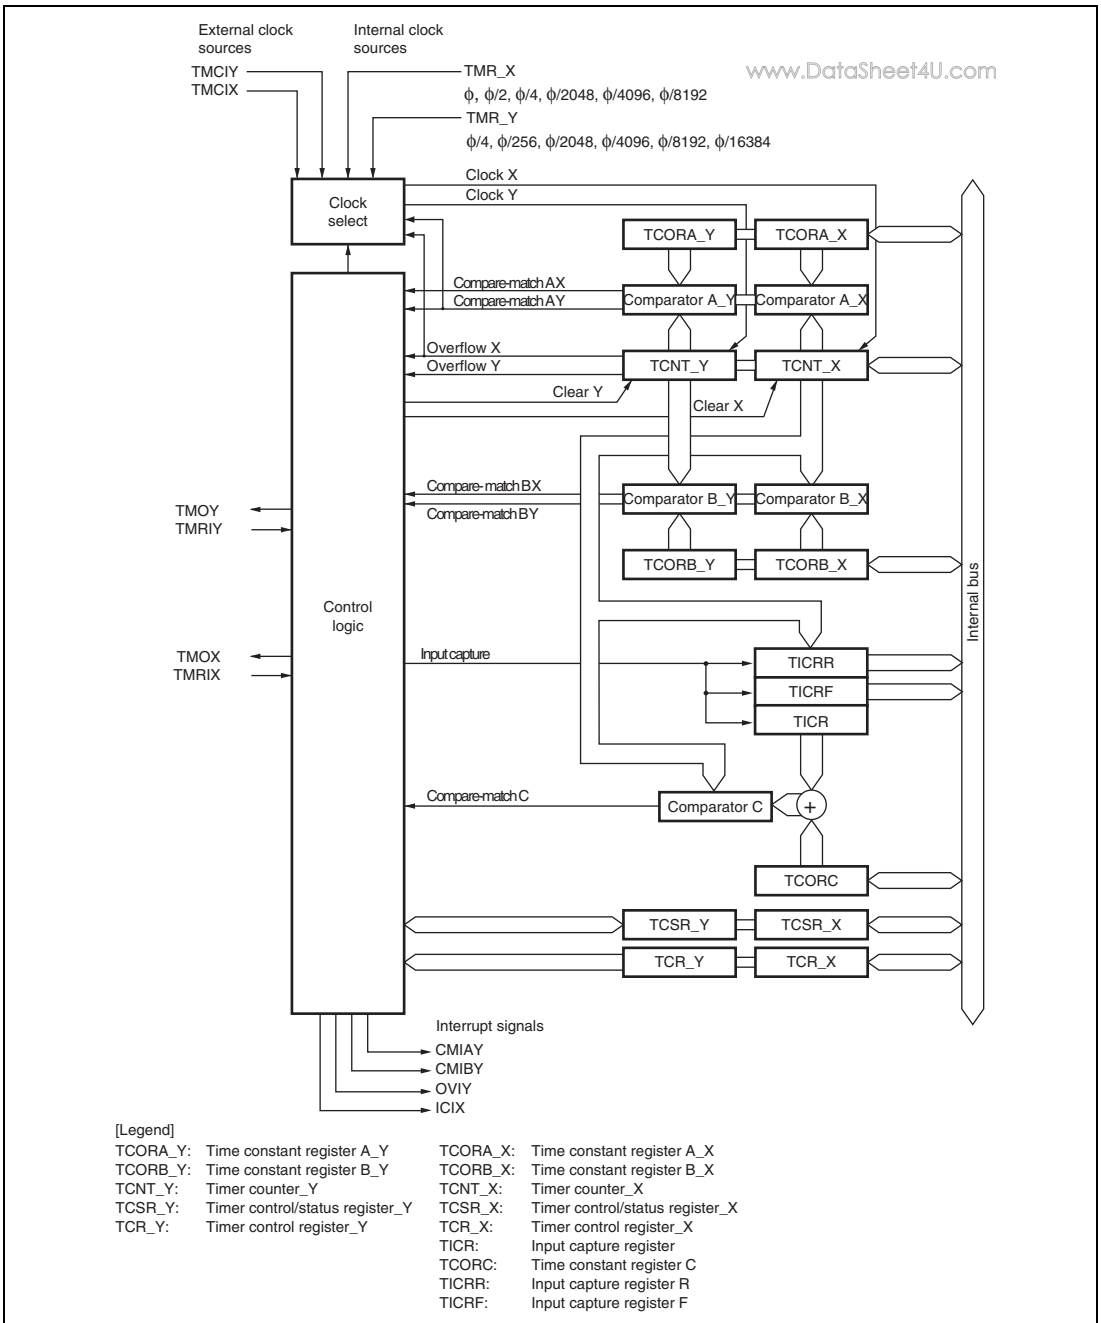 External clock
sources
Internal clock
sources
TMCIY
TMCIX
TMR_X
www.DataSheet4U.com
ϕ, ϕ/2, ϕ/4, ϕ/2048, ϕ/4096, ϕ/8192
TMR_Y
ϕ/4, ϕ/256, ϕ/2048, ϕ/4096, ϕ/8192, ϕ/16384
Clock X
Clock Y
Clock
select
TCORA_Y
TCORA_X
Compare-match AX
Compare-match AY
Comparator A_Y
Comparator A_X
Overflow X
Overflow Y
TCNT_Y
TCNT_X
Clear Y
Clear X
Compare-match BX
Compare-match BY
Comparator B_Y
Comparator B_X
TMOY
TMRIY
TCORB_Y
TCORB_X
Internal bus
Control
logic
TMOX
TMRIX
Input capture
TICRR
TICRF
TICR
Compare-match C
Comparator C
+
TCORC
TCSR_Y
TCSR_X
TCR_Y
TCR_X
Interrupt signals
CMIAY
CMIBY
OVIY
ICIX
[Legend]
TCORA_Y: Time constant register A_Y
TCORB_Y: Time constant register B_Y
TCNT_Y: Timer counter_Y
TCSR_Y: Timer control/status register_Y
TCR_Y: Timer control register_Y
TCORA_X: Time constant register A_X
TCORB_X: Time constant register B_X
TCNT_X: Timer counter_X
TCSR_X: Timer control/status register_X
TCR_X: Timer control register_X
TICR: Input capture register
TCORC: Time constant register C
TICRR: Input capture register R
TICRF: Input capture register F